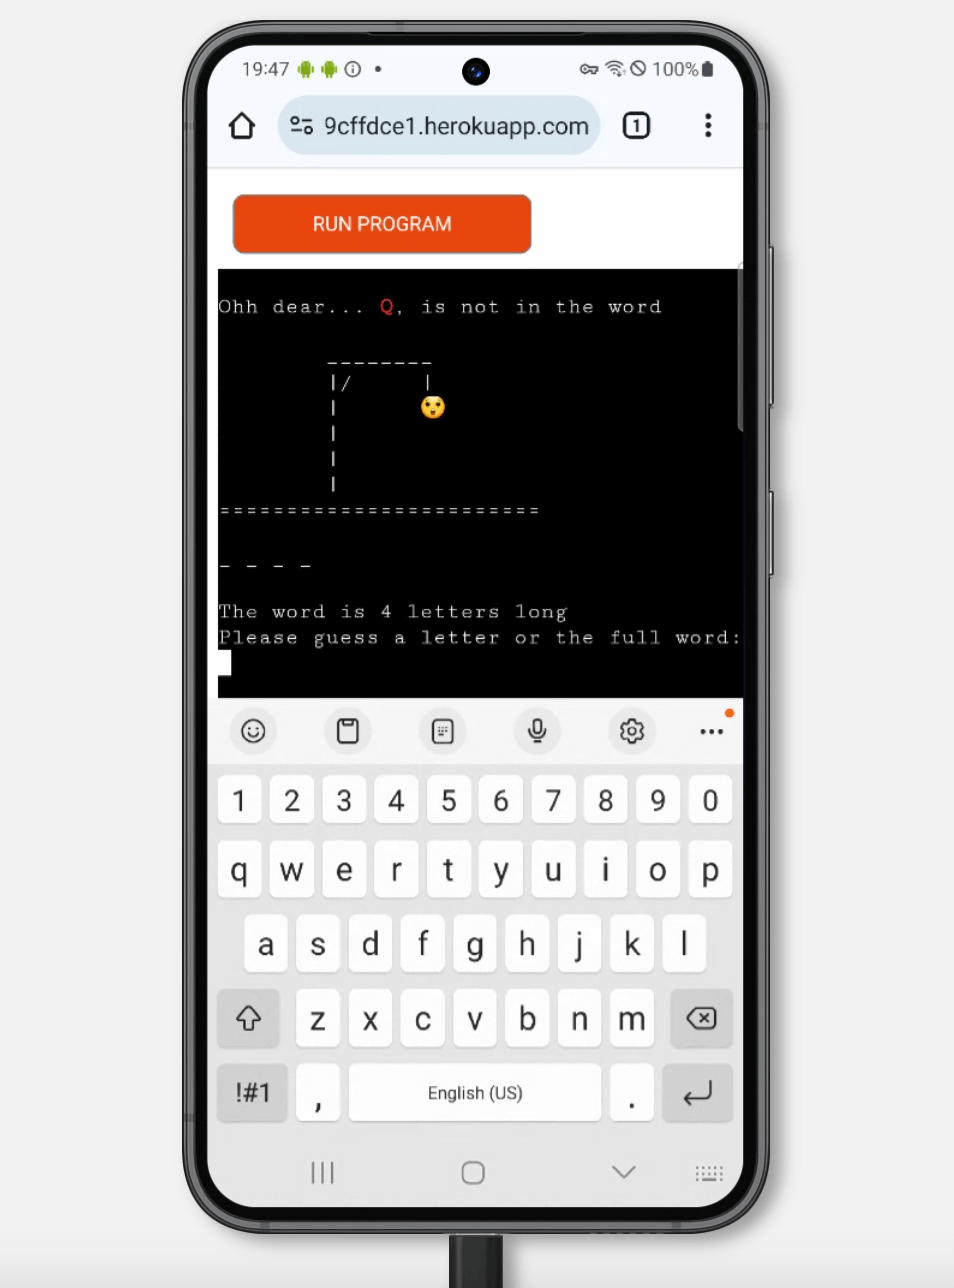 19:47 100%
9cffdce1.herokuapp.com 1
RUN PROGRAM
Ohh dear... Q, is not in the word
--------
|/ |
|
|
|
|
========================
_ _ _ _
The word is 4 letters long
Please guess a letter or the full word:
1 2 3 4 5 6 7 8 9 0
q w e r t y u i o p
a s d f g h j k l
z x c v b n m
!#1 , English (US) .